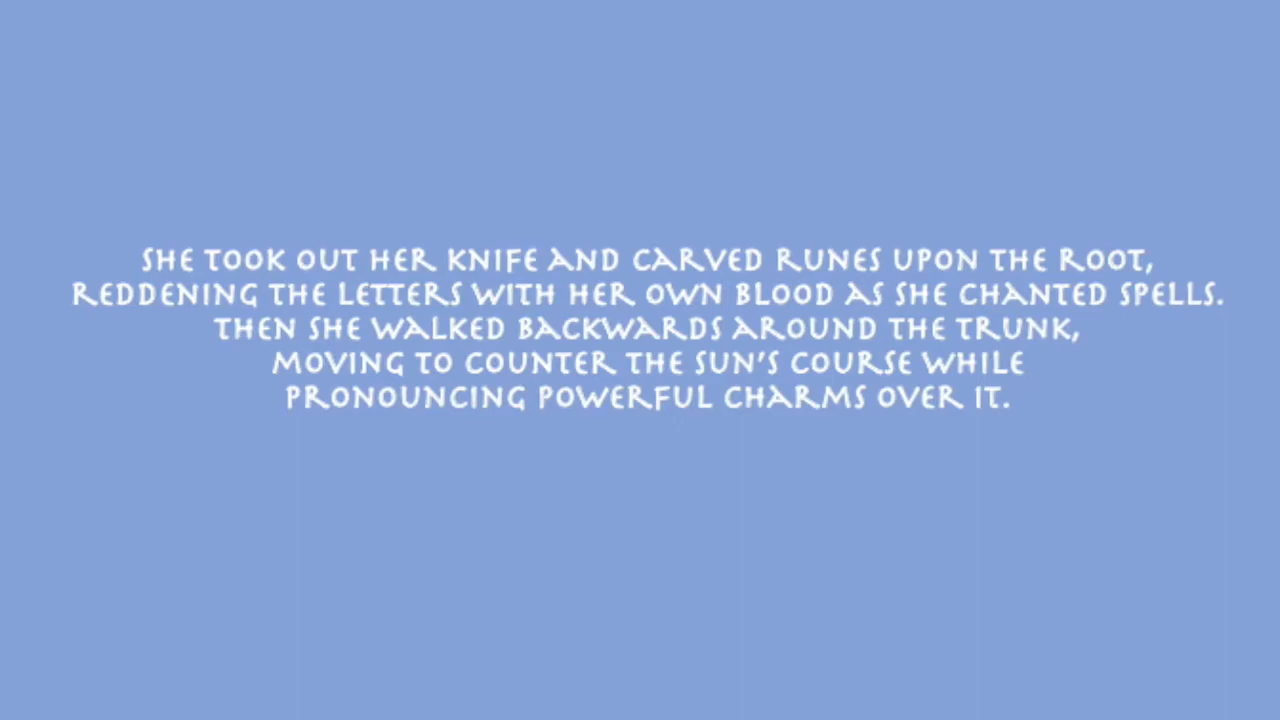 SHE TOOK OUT HER KNIFE AND CARVED RUNES UPON THE ROOT,
REDDENING THE LETTERS WITH HER OWN BLOOD AS SHE CHANTED SPELLS.
THEN SHE WALKED BACKWARDS AROUND THE TRUNK,
MOVING TO COUNTER THE SUN'S COURSE WHILE
PRONOUNCING POWERFUL CHARMS OVER IT.